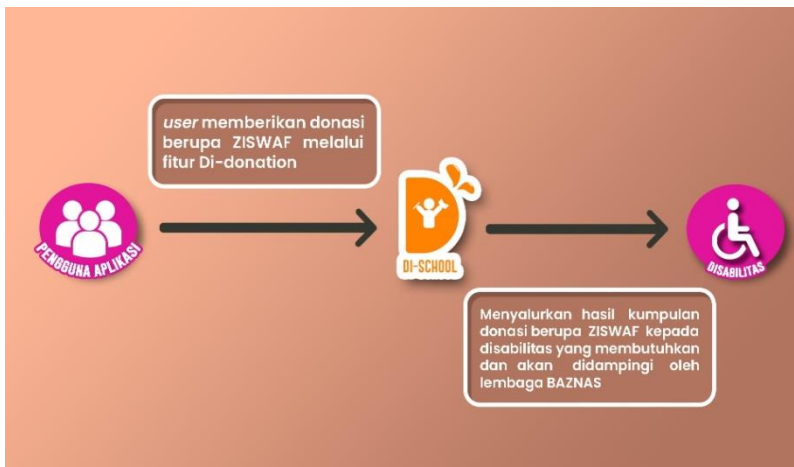 user memberikan donasi
berupa ZISWAF melalui
fitur Di-donation
PENGGUNA APLIKASI
DI-SCHOOL
DISABILITAS
Menyalurkan hasil kumpulan
donasi berupa ZISWAF kepada
disabilitas yang membutuhkan
dan akan didampingi oleh
lembaga BAZNAS